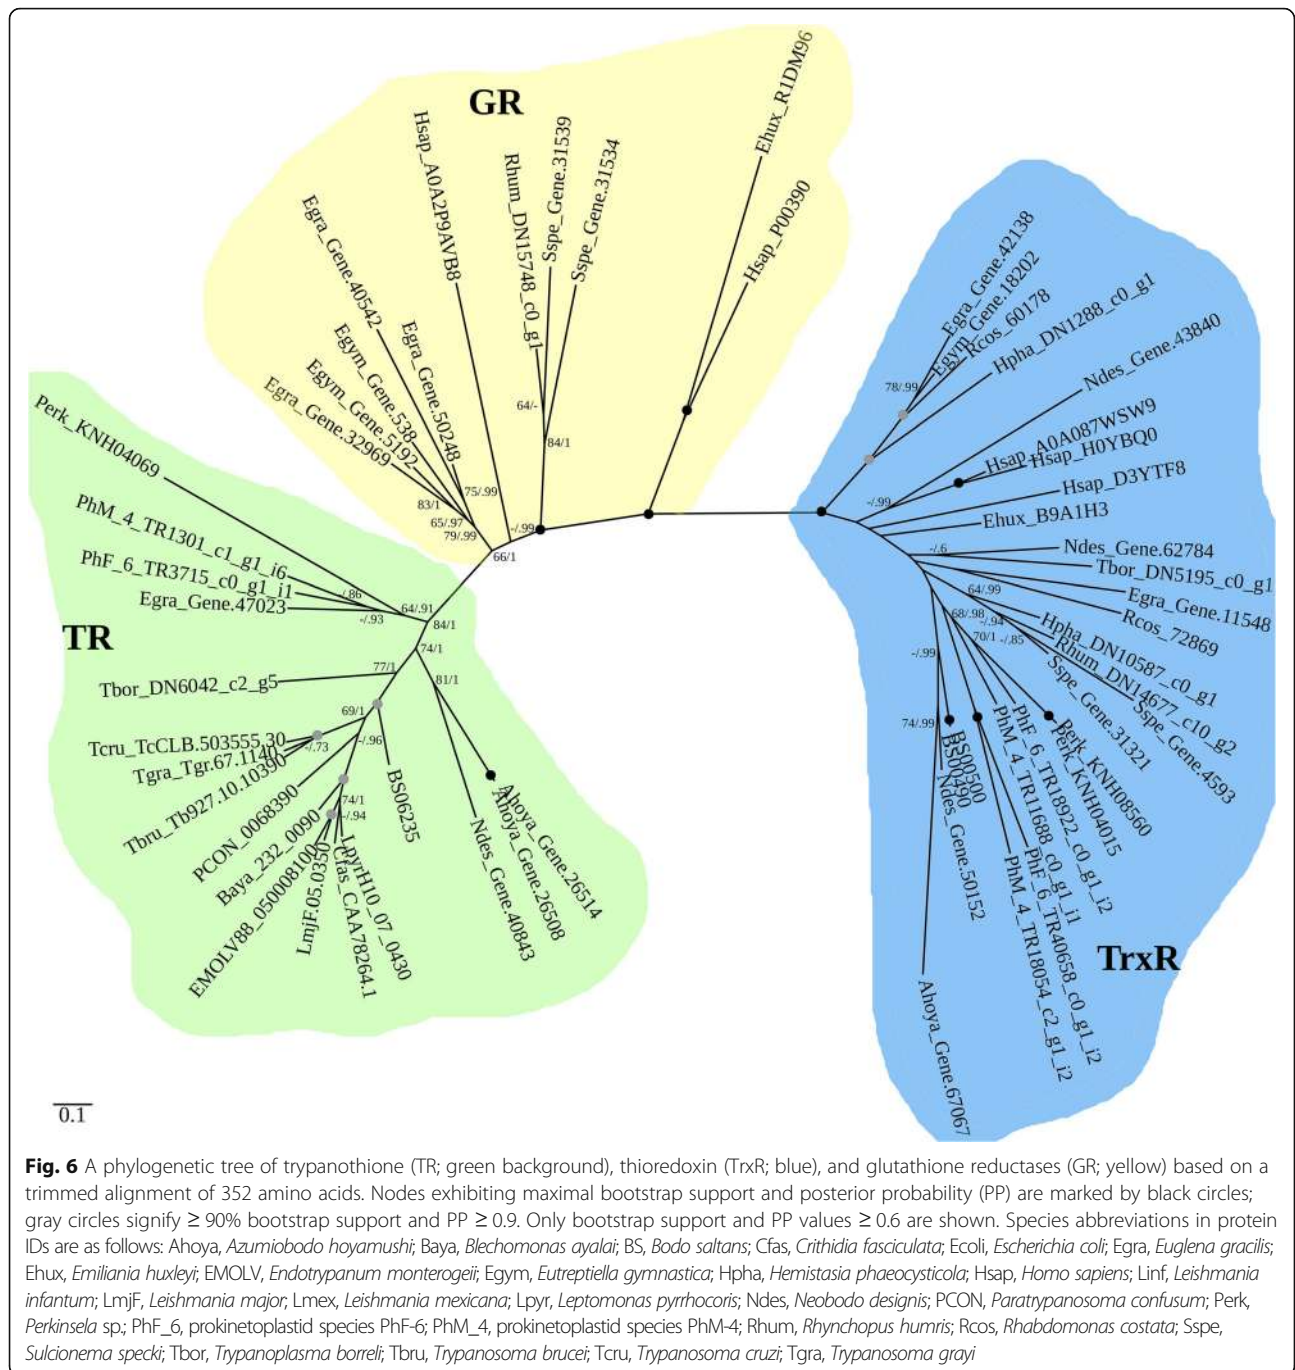 GR
Ehux_R1DM96
Hsap_P00390
Hsap_A0A2P9AVB8
Rhum_DN15748_c0_g1
Sspe_Gene.31539
Sspe_Gene.31534
Egra_Gene.40542
Egra_Gene.50248
Egym_Gene.538
Egym_Gene.5192
Egra_Gene.32969
64/-
84/1
75/.99
83/1
65/.97
79/.99
-/.99
66/1
Egra_Gene.42138
Egym_Gene.18202
Rcos_60178
Hpha_DN1288_c0_g1
Ndes_Gene.43840
Hsap_A0A087WSW9
Hsap_H0YBQ0
Hsap_D3YTF8
Ehux_B9A1H3
Ndes_Gene.62784
Tbor_DN5195_c0_g1
Egra_Gene.11548
Rcos_72869
Hpha_DN10587_c0_g1
Rhum_DN14677_c10_g2
Sspe_Gene.4593
Sspe_Gene.31321
Perk_KNH08560
Perk_KNH04015
PhF_6_TR18922_c0_g1_i2
PhM_4_TR11688_c0_g1_i1
PhF_6_TR40658_c0_g1_i2
PhM_4_TR18054_c2_g1_i2
BS00500
BS00490
Ndes_Gene.50152
Ahoya_Gene.67067
78/.99
-/.99
-/.6
64/.99
68/.98
-/.94
70/1
-/.85
-/.99
74/.99
TrxR
Perk_KNH04069
PhM_4_TR1301_c1_g1_i6
PhF_6_TR3715_c0_g1_i1
Egra_Gene.47023
TR
Tbor_DN6042_c2_g5
Tcru_TcCLB.503555.30
Tgra_Tgr.67.1140
Tbru_Tb927.10.10390
PCON_0068390
Baya_232_0090
EMOLV88_050008100
LmjF.05.0350
Cfas_CAA78264.1
LpyrH10_07_0430
BS06235
Ndes_Gene.40843
Ahoya_Gene.26508
Ahoya_Gene.26514
-/.86
-/.93
64/.91
84/1
74/1
77/1
81/1
69/1
-/.73
-/.96
74/1
-/.94
0.1
Fig. 6 A phylogenetic tree of trypanothione (TR; green background), thioredoxin (TrxR; blue), and glutathione reductases (GR; yellow) based on a
trimmed alignment of 352 amino acids. Nodes exhibiting maximal bootstrap support and posterior probability (PP) are marked by black circles;
gray circles signify ≥ 90% bootstrap support and PP ≥ 0.9. Only bootstrap support and PP values ≥ 0.6 are shown. Species abbreviations in protein
IDs are as follows: Ahoya, Azumiobodo hoyamushi; Baya, Blechomonas ayalai; BS, Bodo saltans; Cfas, Crithidia fasciculata; Ecoli, Escherichia coli; Egra, Euglena gracilis;
Ehux, Emiliania huxleyi; EMOLV, Endotrypanum monterogeii; Egym, Eutreptiella gymnastica; Hpha, Hemistasia phaeocysticola; Hsap, Homo sapiens; Linf, Leishmania
infantum; LmjF, Leishmania major; Lmex, Leishmania mexicana; Lpyr, Leptomonas pyrrhocoris; Ndes, Neobodo designis; PCON, Paratrypanosoma confusum; Perk,
Perkinsela sp.; PhF_6, prokinetoplastid species PhF-6; PhM_4, prokinetoplastid species PhM-4; Rhum, Rhynchopus humris; Rcos, Rhabdomonas costata; Sspe,
Sulcionema specki; Tbor, Trypanoplasma borreli; Tbru, Trypanosoma brucei; Tcru, Trypanosoma cruzi; Tgra, Trypanosoma grayi